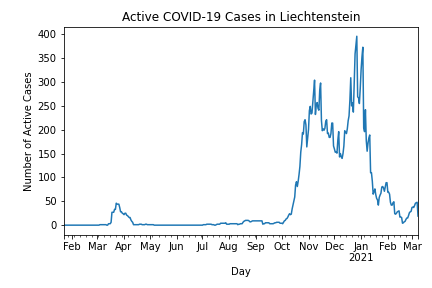 Active COVID-19 Cases in Liechtenstein
Number of Active Cases
400
350
300
250
200
150
100
50
0
Feb Mar Apr May Jun Jul Aug Sep Oct Nov Dec Jan Feb Mar
2021
Day